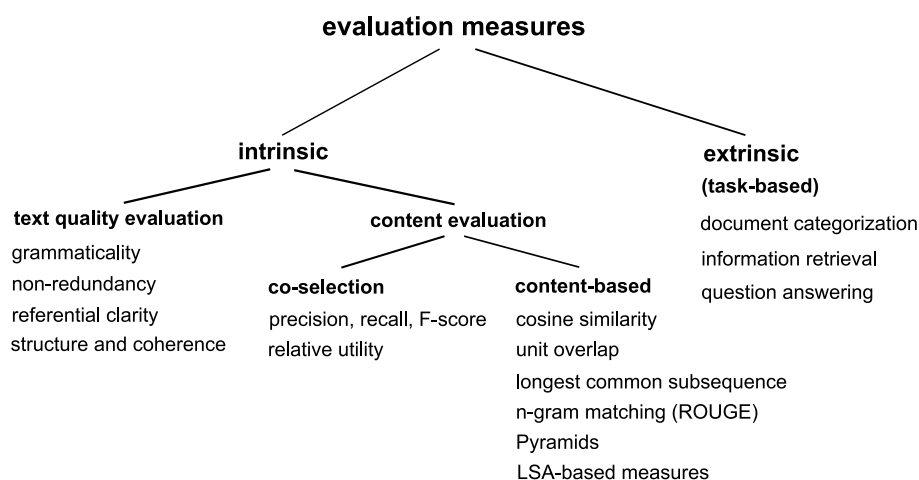 evaluation measures
intrinsic
extrinsic
(task-based)
text quality evaluation
grammaticality
non-redundancy
referential clarity
structure and coherence
content evaluation
co-selection
precision, recall, F-score
relative utility
content-based
cosine similarity
unit overlap
longest common subsequence
n-gram matching (ROUGE)
Pyramids
LSA-based measures
document categorization
information retrieval
question answering